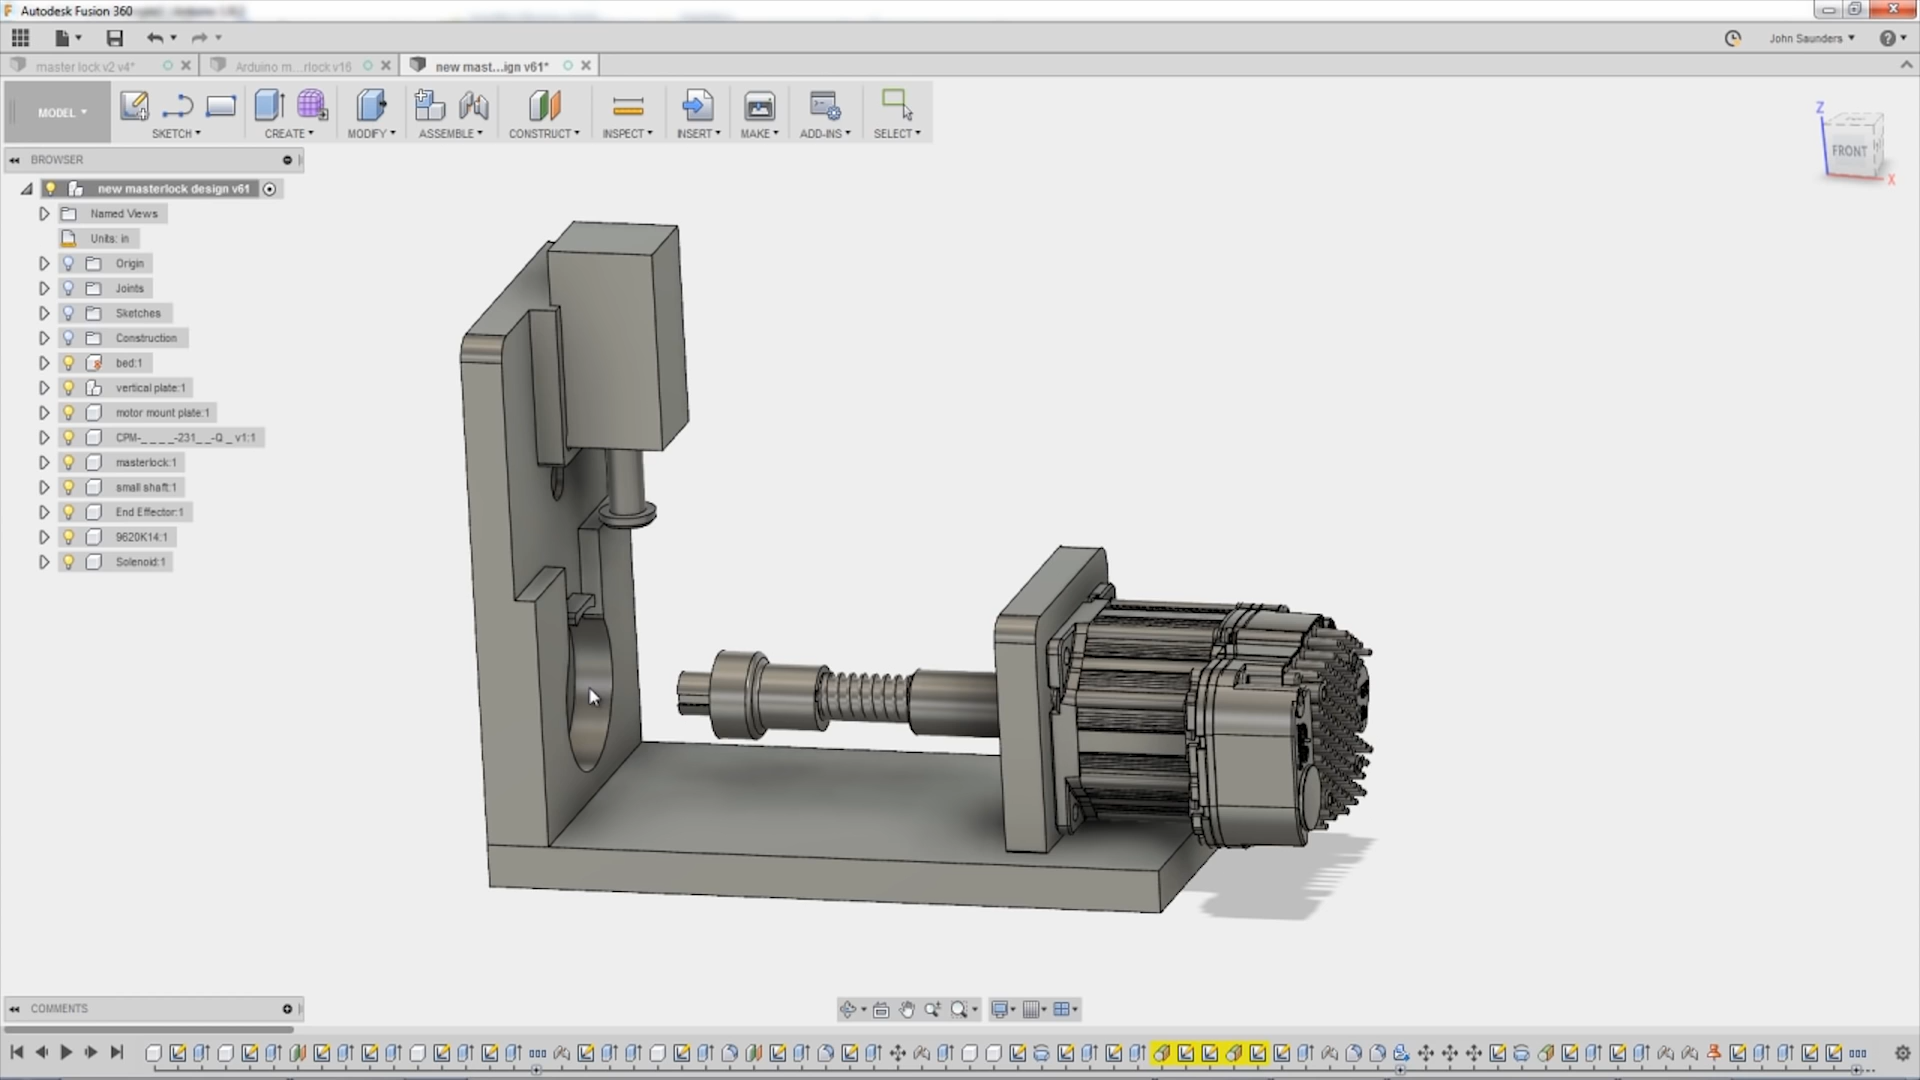 Autodesk Fusion 360
John Saunders
master lock v2 v4*
Arduino m...rlock v16
new mast...ign v61*
MODEL
SKETCH
CREATE
MODIFY
ASSEMBLE
CONSTRUCT
INSPECT
INSERT
MAKE
ADD-INS
SELECT
BROWSER
new masterlock design v61
Named Views
Units: in
Origin
Joints
Sketches
Construction
bed:1
vertical plate:1
motor mount plate:1
CPM-_ _ _ _-231_ _-Q _ v1:1
masterlock:1
small shaft:1
End Effector:1
9620K14:1
Solenoid:1
Z
FRONT
X
COMMENTS